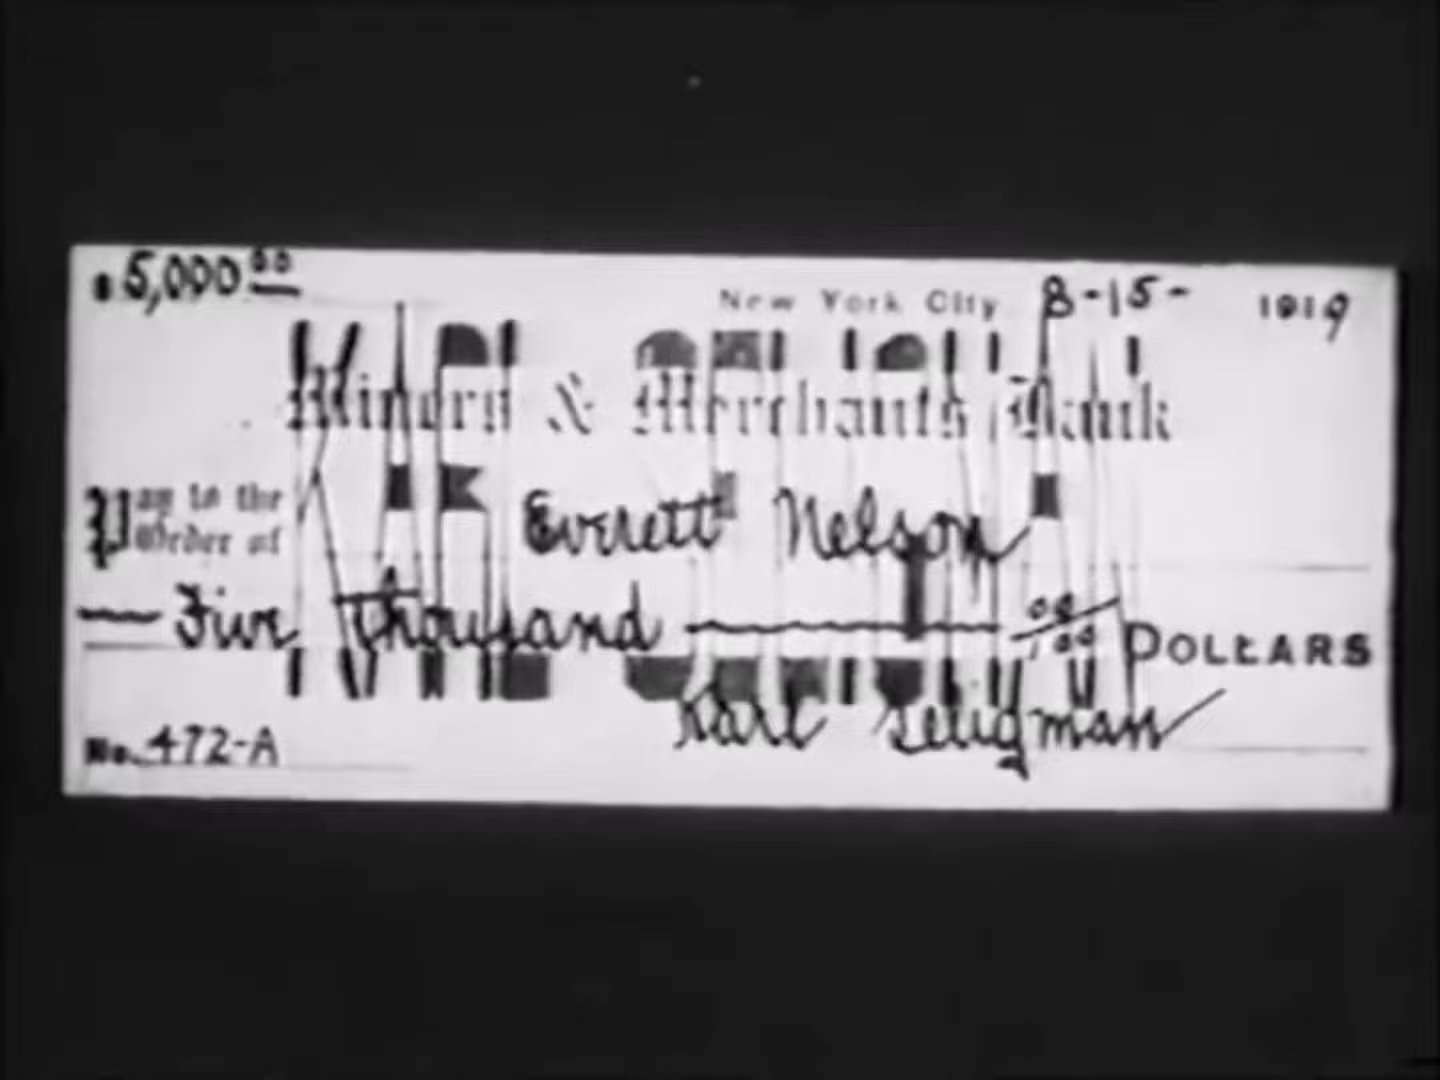 $5,000 00
New York City 8-15- 1919
Miners & Merchants Bank
Pay to the
Order of Everett Nelson
Five Thousand 00/100 DOLLARS
Karl Seligman
No. 472-A